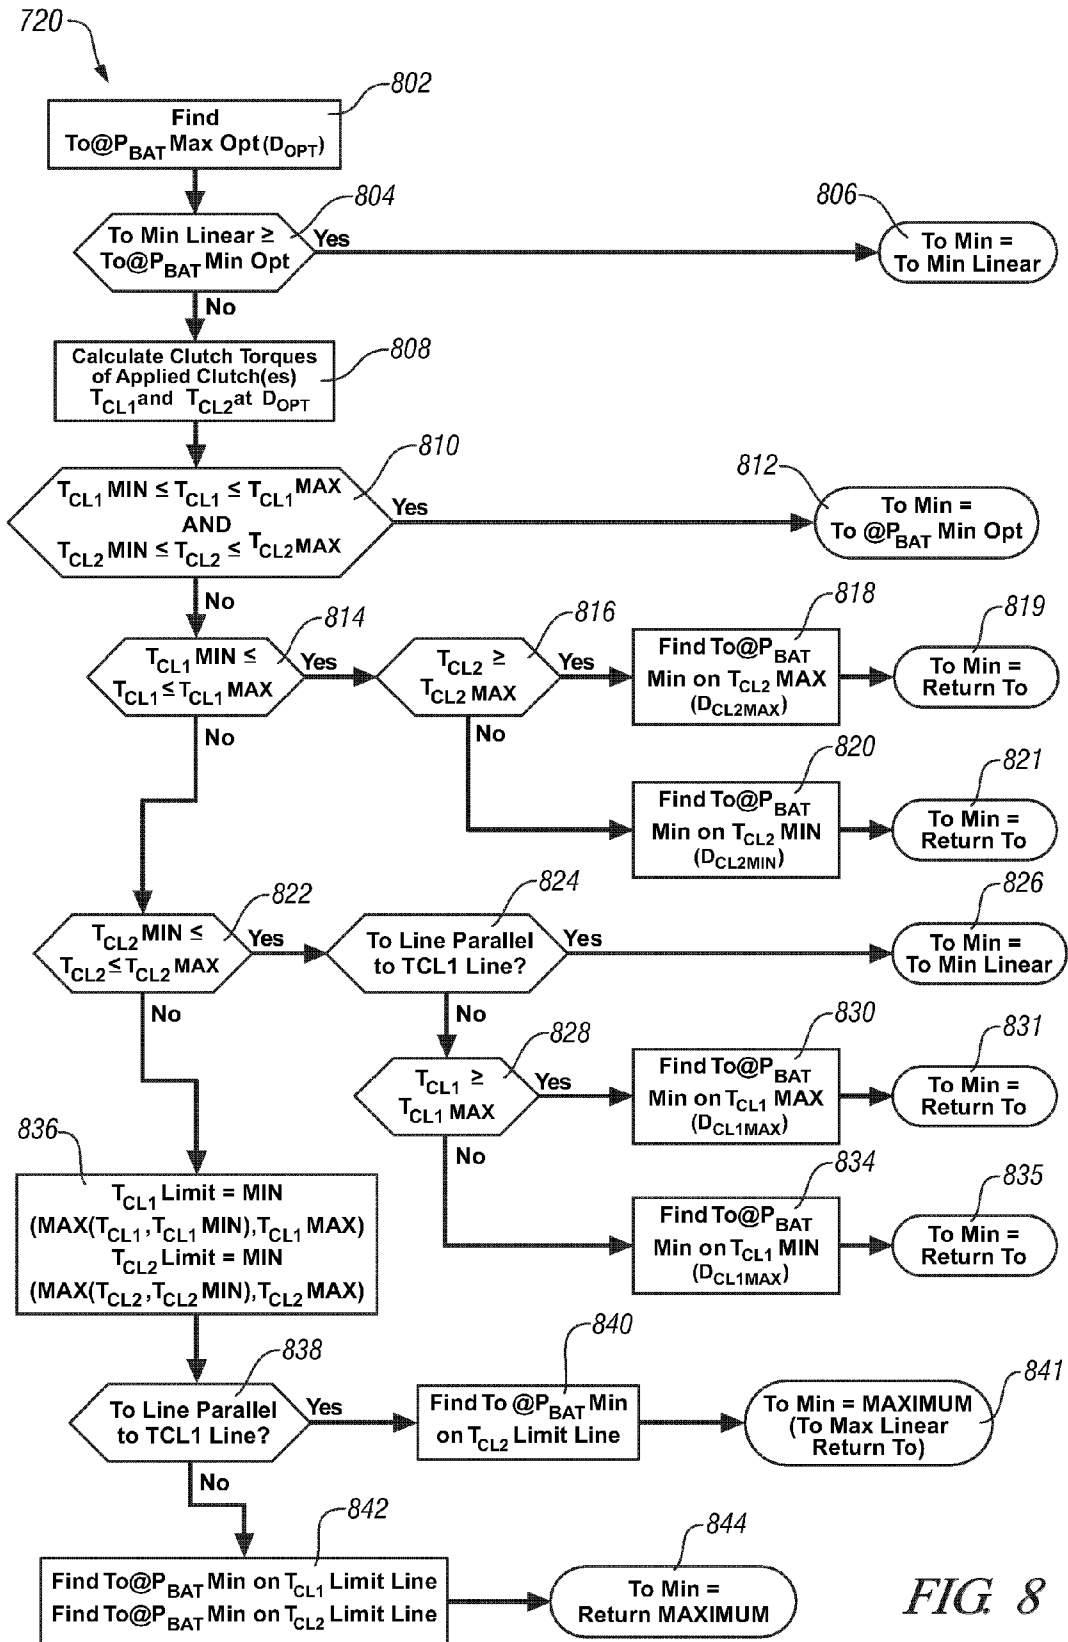 720
802
Find
To@PBAT Max Opt (DOPT)
804
To Min Linear ≥
To@PBAT Min Opt
Yes
806
To Min =
To Min Linear
No
808
Calculate Clutch Torques
of Applied Clutch(es)
TCL1 and TCL2 at DOPT
810
TCL1 MIN ≤ TCL1 ≤ TCL1 MAX
AND
TCL2 MIN ≤ TCL2 ≤ TCL2 MAX
Yes
812
To Min =
To @PBAT Min Opt
No
814
TCL1 MIN ≤
TCL1 ≤ TCL1 MAX
Yes
816
TCL2 ≥
TCL2 MAX
Yes
818
Find To@PBAT
Min on TCL2 MAX
(DCL2MAX)
819
To Min =
Return To
No
No
820
Find To@PBAT
Min on TCL2 MIN
(DCL2MIN)
821
To Min =
Return To
822
TCL2 MIN ≤
TCL2 ≤ TCL2 MAX
Yes
824
To Line Parallel
to TCL1 Line?
Yes
826
To Min =
To Min Linear
No
No
828
TCL1 ≥
TCL1 MAX
Yes
830
Find To@PBAT
Min on TCL1 MAX
(DCL1MAX)
831
To Min =
Return To
No
834
Find To@PBAT
Min on TCL1 MIN
(DCL1MAX)
835
To Min =
Return To
836
TCL1 Limit = MIN
(MAX(TCL1,TCL1 MIN),TCL1 MAX)
TCL2 Limit = MIN
(MAX(TCL2,TCL2 MIN),TCL2 MAX)
838
To Line Parallel
to TCL1 Line?
Yes
840
Find To @PBAT Min
on TCL2 Limit Line
841
To Min = MAXIMUM
(To Max Linear
Return To)
No
842
Find To@PBAT Min on TCL1 Limit Line
Find To@PBAT Min on TCL2 Limit Line
844
To Min =
Return MAXIMUM
FIG. 8